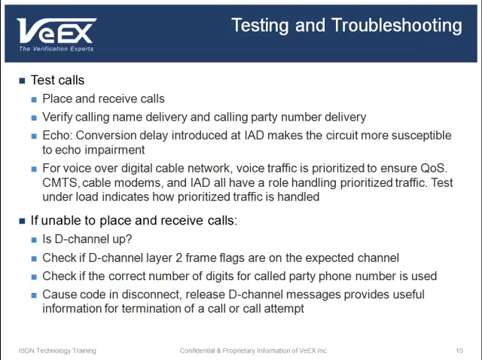 VeEX
The Verification Experts
Testing and Troubleshooting
Test calls
Place and receive calls
Verify calling name delivery and calling party number delivery
Echo: Conversion delay introduced at IAD makes the circuit more susceptible
to echo impairment
For voice over digital cable network, voice traffic is prioritized to ensure QoS.
CMTS, cable modems, and IAD all have a role handling prioritized traffic. Test
under load indicates how prioritized traffic is handled
If unable to place and receive calls:
Is D-channel up?
Check if D-channel layer 2 frame flags are on the expected channel
Check if the correct number of digits for called party phone number is used
Cause code in disconnect, release D-channel messages provides useful
information for termination of a call or call attempt
ISDN Technology Training
Confidential & Proprietary Information of VeEX Inc.
15